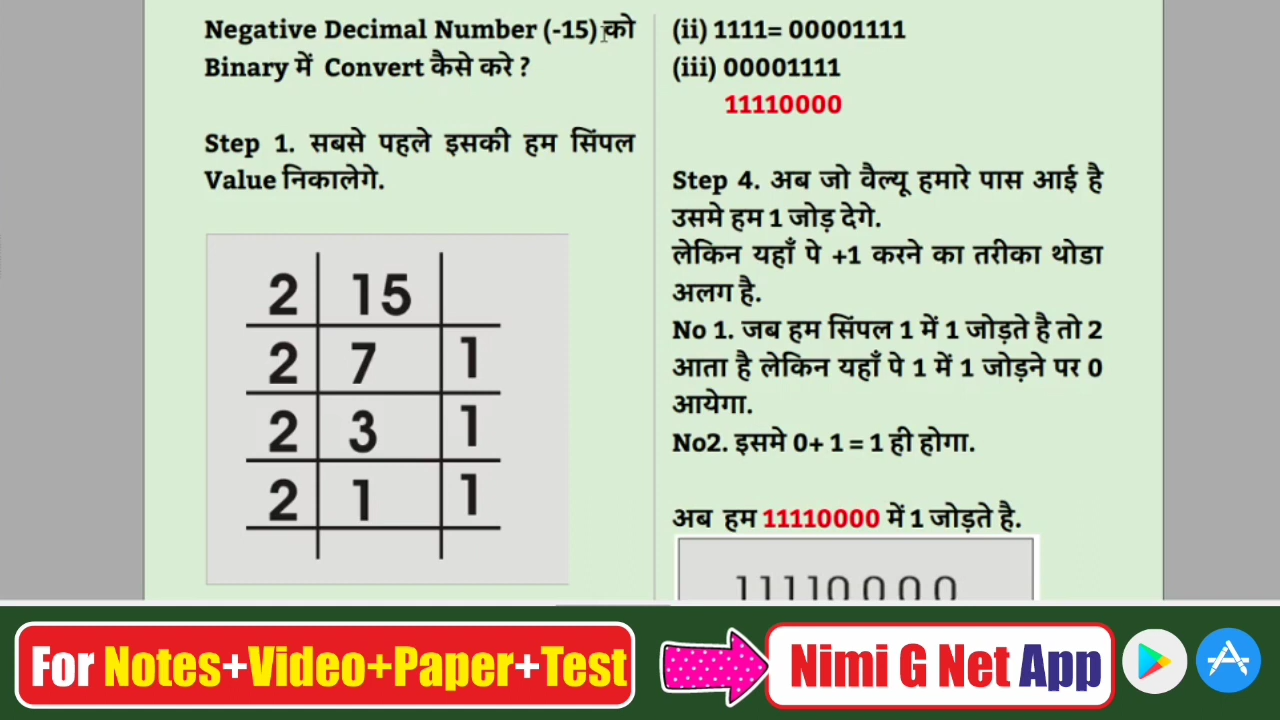 Negative Decimal Number (-15) को
Binary में Convert कैसे करे ?
Step 1. सबसे पहले इसकी हम सिंपल
Value निकालेगे.
2 15
2 7 1
2 3 1
2 1 1
(ii) 1111= 00001111
(iii) 00001111
11110000
Step 4. अब जो वैल्यू हमारे पास आई है
उसमे हम 1 जोड़ देगे.
लेकिन यहाँ पे +1 करने का तरीका थोडा
अलग है.
No 1. जब हम सिंपल 1 में 1 जोड़ते है तो 2
आता है लेकिन यहाँ पे 1 में 1 जोड़ने पर 0
आयेगा.
No2. इसमे 0+ 1 = 1 ही होगा.
अब हम 11110000 में 1 जोड़ते है.
11110000
For Notes+Video+Paper+Test
Nimi G Net App